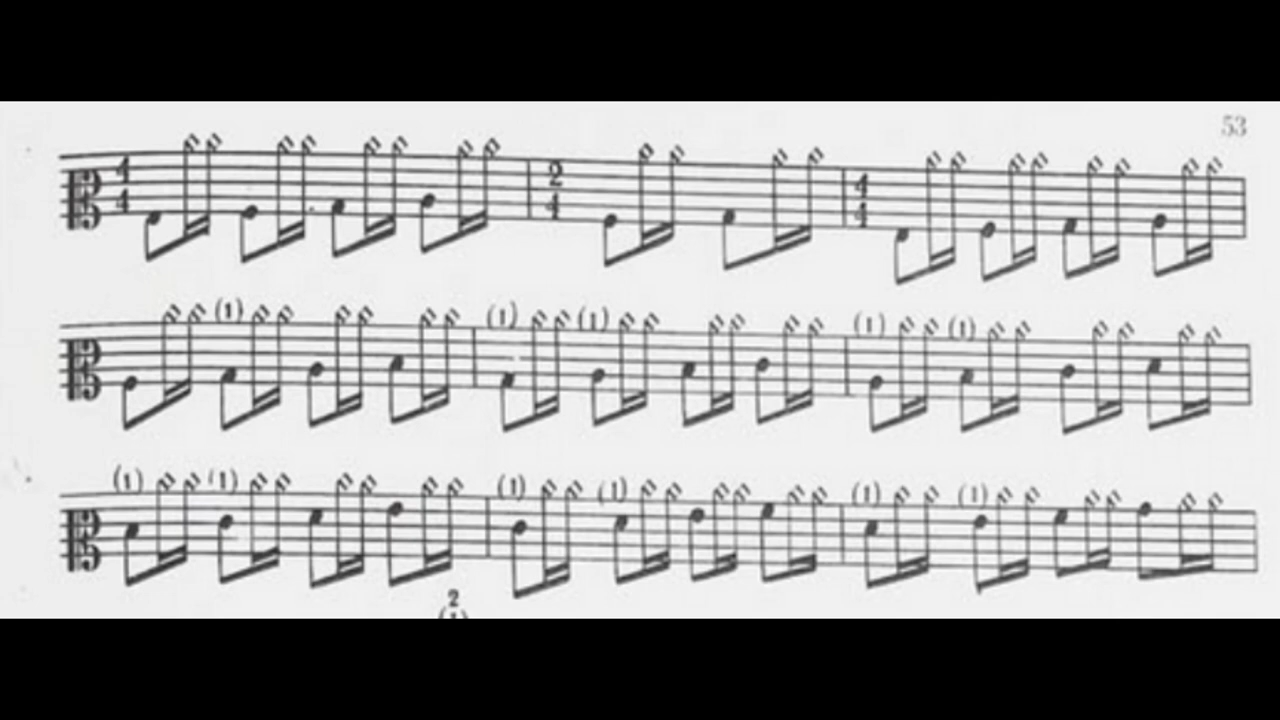 53
4 2 4
4 4 4
(1) (1) (1) (1) (1)
(1) (1) (1) (1) (1) (1)
2
(1)